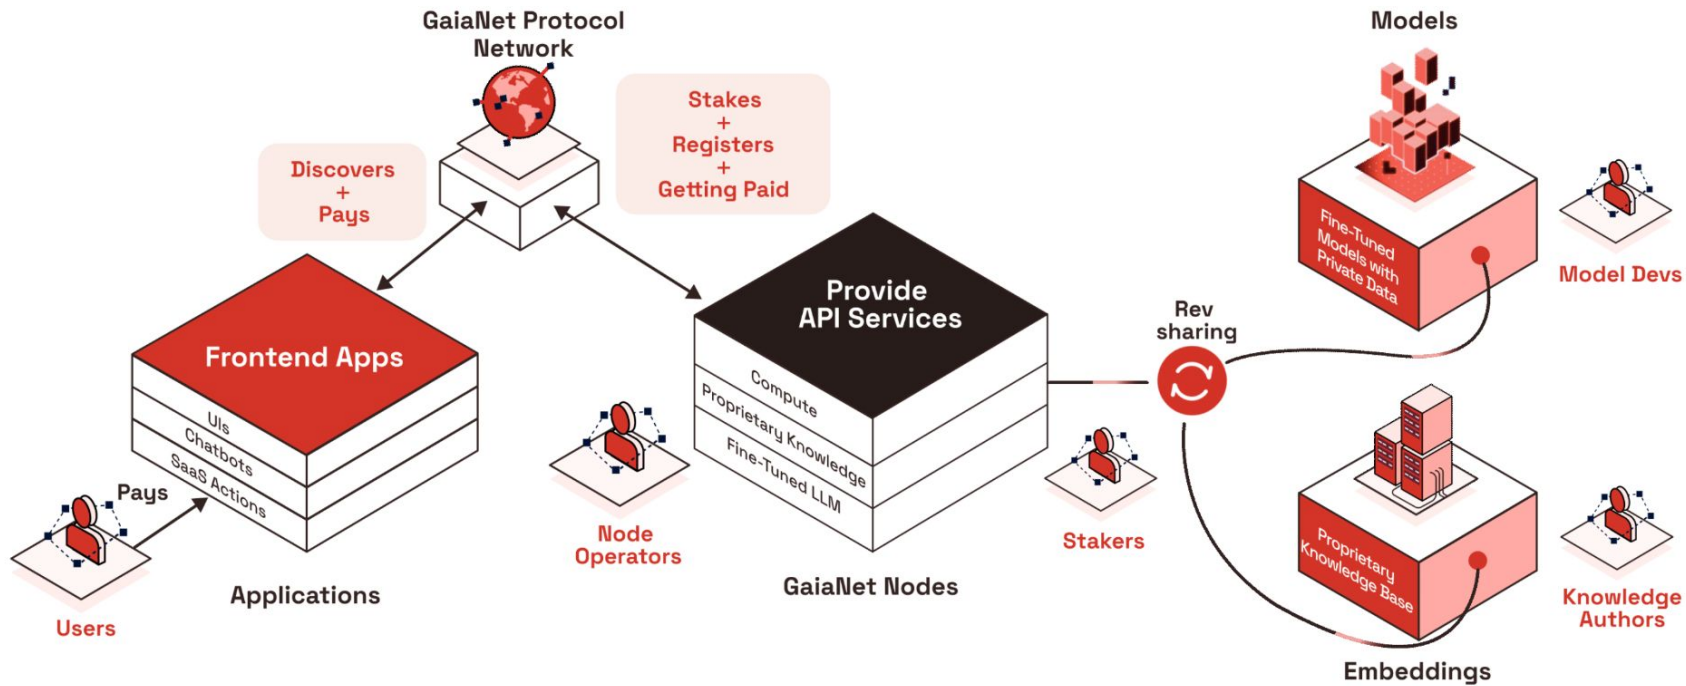 GaiaNet Protocol
Network
Models
Stakes
+
Registers
+
Getting Paid
Discovers
+
Pays
Fine-Tuned
Models with
Private Data
Model Devs
Provide
API Services
Rev
sharing
Frontend Apps
Compute
Proprietary Knowledge
Fine-Tuned LLM
UIs
Chatbots
SaaS Actions
Pays
Node
Operators
Stakers
Proprietary
Knowledge Base
Users
Applications
GaiaNet Nodes
Knowledge
Authors
Embeddings